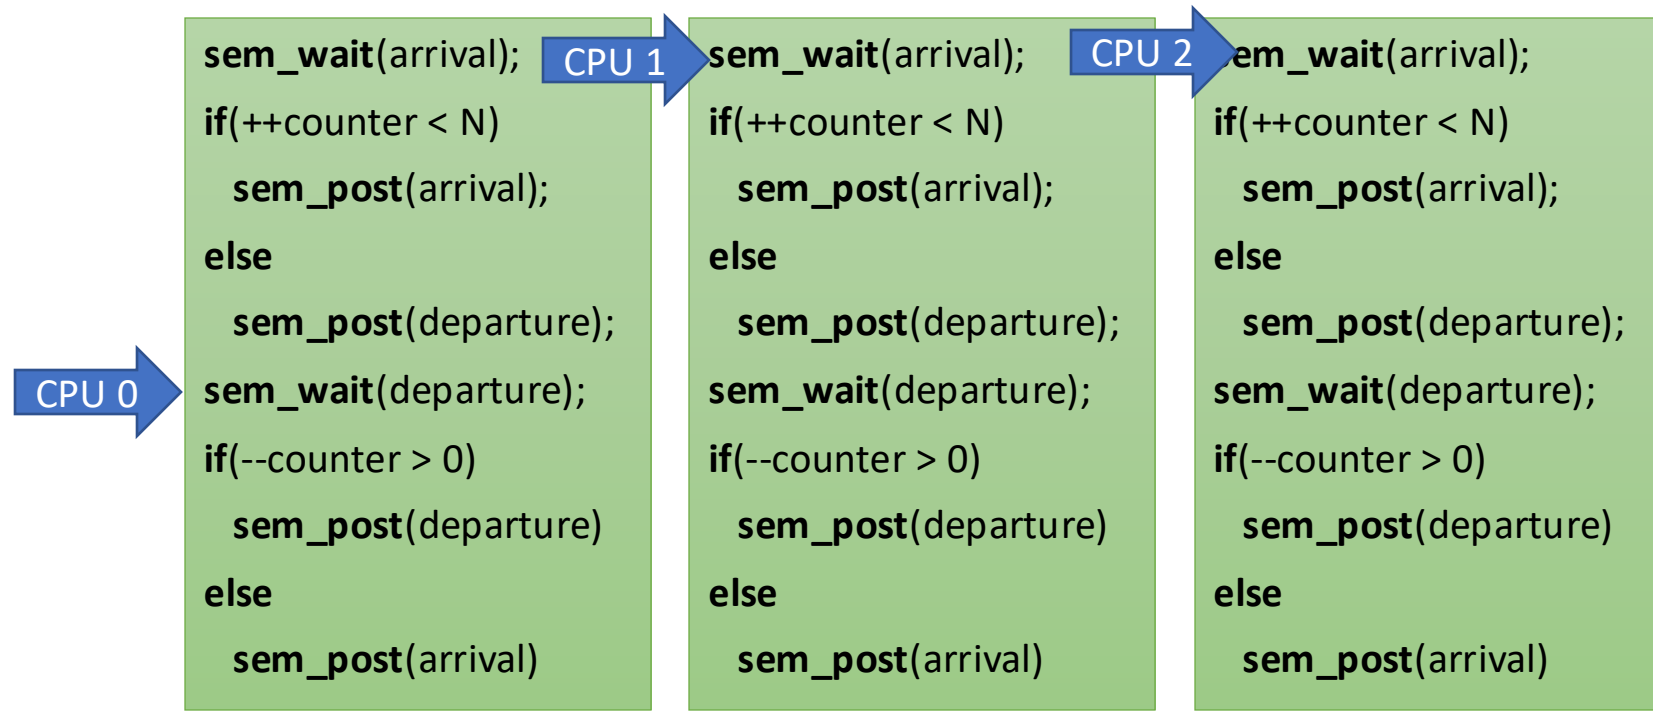 sem_wait(arrival);
if(++counter < N)
sem_post(arrival);
else
sem_post(departure);
CPU 0
sem_wait(departure);
if(--counter > 0)
sem_post(departure)
else
sem_post(arrival)
CPU 1
sem_wait(arrival);
if(++counter < N)
sem_post(arrival);
else
sem_post(departure);
sem_wait(departure);
if(--counter > 0)
sem_post(departure)
else
sem_post(arrival)
CPU 2
sem_wait(arrival);
if(++counter < N)
sem_post(arrival);
else
sem_post(departure);
sem_wait(departure);
if(--counter > 0)
sem_post(departure)
else
sem_post(arrival)